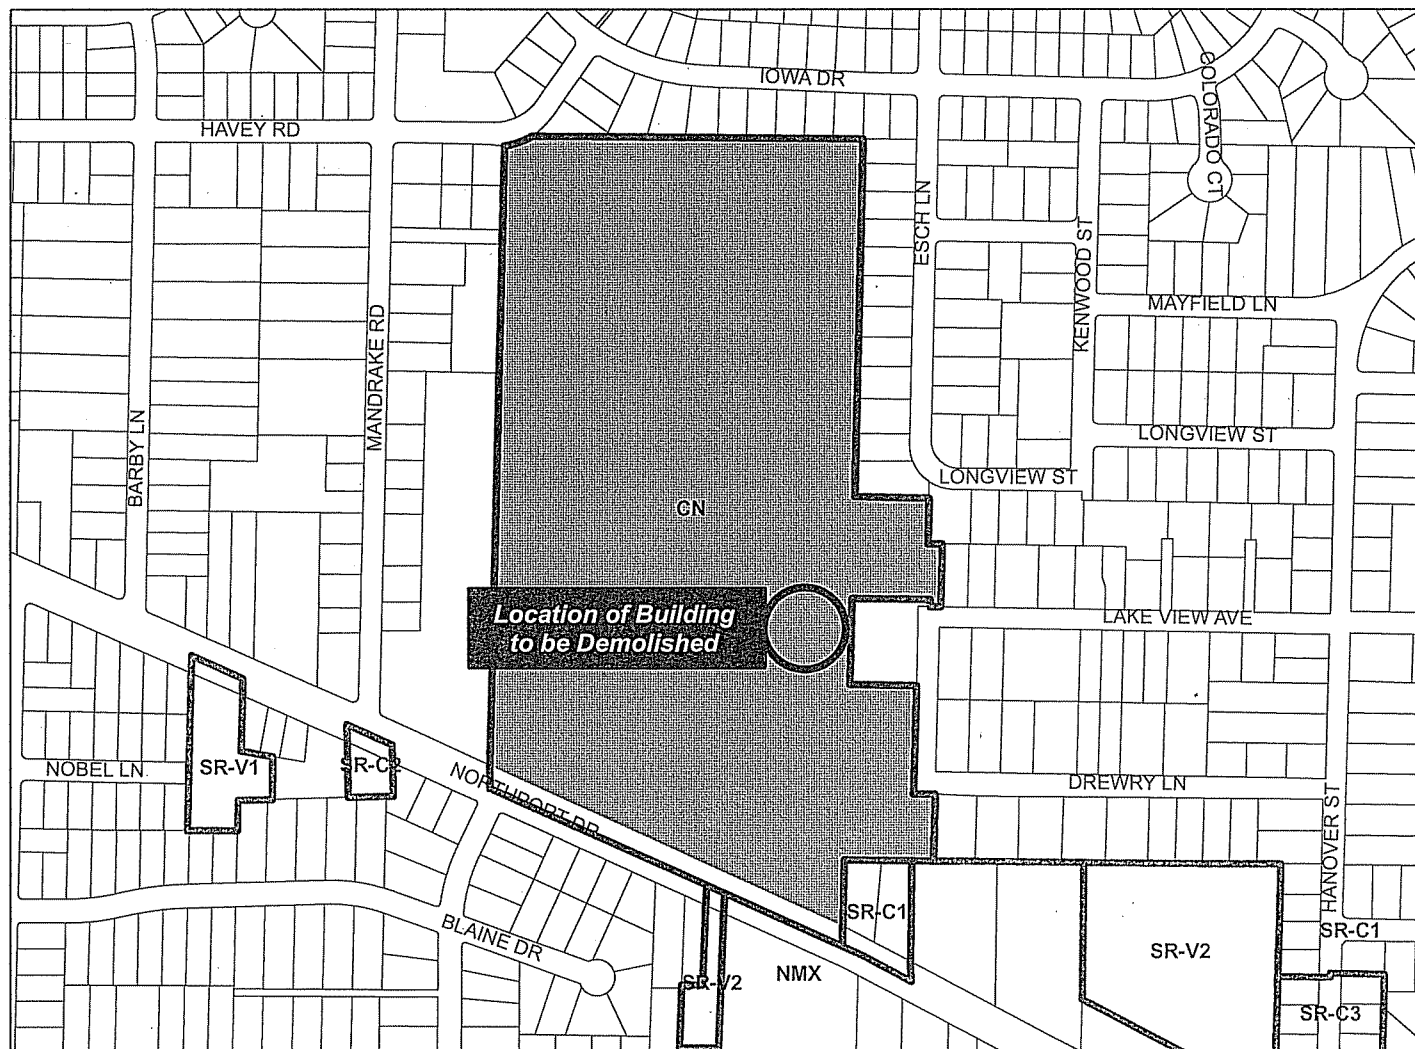 IOWA DR
COLORADO CT
HAVEY RD
ESCH LN
KENWOOD ST
MAYFIELD LN
MANDRAKE RD
BARBY LN
LONGVIEW ST
LONGVIEW ST
CN
Location of Building
to be Demolished
LAKE VIEW AVE
NOBEL LN
SR-V1
NORTHPORT DR
DREWRY LN
HANOVER ST
BLAINE DR
SR-C1
SR-C1
SR-V2
SR-V2
NMX
SR-C3